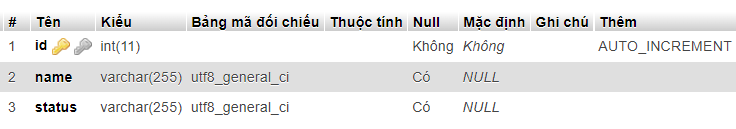 # Tên Kiểu Bảng mã đối chiếu Thuộc tính Null Mặc định Ghi chú Thêm
1 id int(11) Không Không AUTO_INCREMENT
2 name varchar(255) utf8_general_ci Có NULL
3 status varchar(255) utf8_general_ci Có NULL